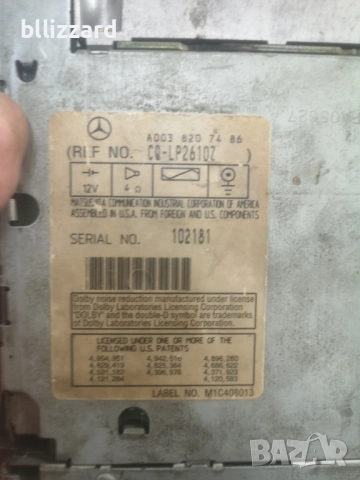 bllizzard
A003 820 74 86
(REF NO. CQ-LP2610Z )
12V 4Ω
MATSUSHITA COMMUNICATION INDUSTRIAL CORPORATION OF AMERICA
ASSEMBLED IN U.S.A. FROM FOREIGN AND U.S. COMPONENTS
SERIAL NO. 102181
Dolby noise reduction manufactured under license
from Dolby Laboratories Licensing Corporation
"DOLBY" and the double-D symbol are trademarks
of Dolby Laboratories Licensing Corporation.
LICENSED UNDER ONE OR MORE OF THE
FOLLOWING U.S. PATENTS
LABEL NO. M1C408013
bazar